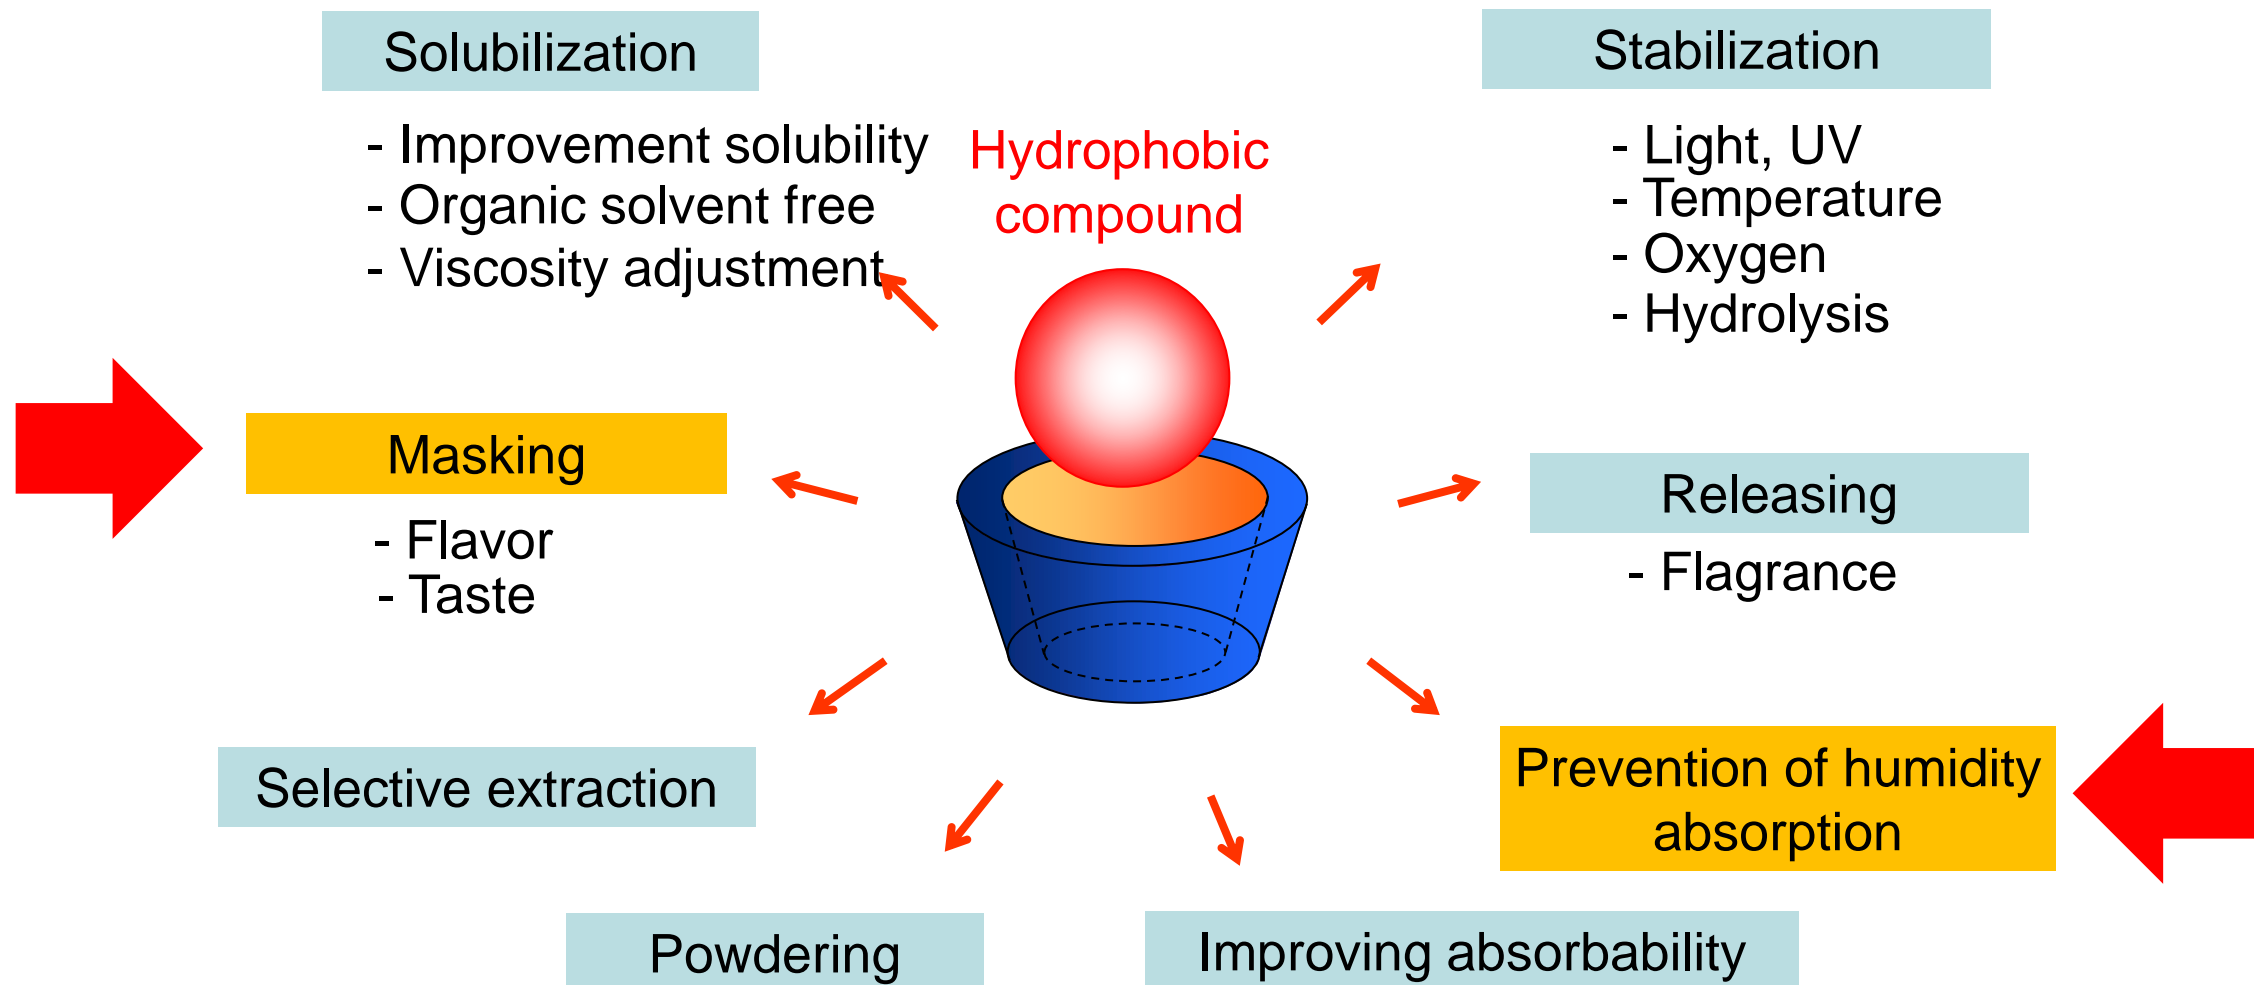 Solubilization
- Improvement solubility
- Organic solvent free
- Viscosity adjustment
Hydrophobic
compound
Stabilization
- Light, UV
- Temperature
- Oxygen
- Hydrolysis
Masking
- Flavor
- Taste
Releasing
- Flagrance
Selective extraction
Prevention of humidity
absorption
Powdering
Improving absorbability